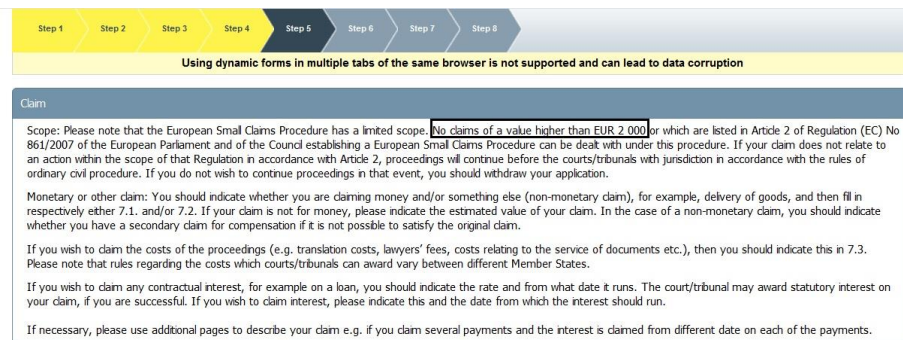 Step 1 Step 2 Step 3 Step 4 Step 5 Step 6 Step 7 Step 8
Using dynamic forms in multiple tabs of the same browser is not supported and can lead to data corruption
Claim
Scope: Please note that the European Small Claims Procedure has a limited scope. No claims of a value higher than EUR 2 000 or which are listed in Article 2 of Regulation (EC) No
861/2007 of the European Parliament and of the Council establishing a European Small Claims Procedure can be dealt with under this procedure. If your claim does not relate to
an action within the scope of that Regulation in accordance with Article 2, proceedings will continue before the courts/tribunals with jurisdiction in accordance with the rules of
ordinary civil procedure. If you do not wish to continue proceedings in that event, you should withdraw your application.
Monetary or other claim: You should indicate whether you are claiming money and/or something else (non-monetary claim), for example, delivery of goods, and then fill in
respectively either 7.1. and/or 7.2. If your claim is not for money, please indicate the estimated value of your claim. In the case of a non-monetary claim, you should indicate
whether you have a secondary claim for compensation if it is not possible to satisfy the original claim.
If you wish to claim the costs of the proceedings (e.g. translation costs, lawyers' fees, costs relating to the service of documents etc.), then you should indicate this in 7.3.
Please note that rules regarding the costs which courts/tribunals can award vary between different Member States.
If you wish to claim any contractual interest, for example on a loan, you should indicate the rate and from what date it runs. The court/tribunal may award statutory interest on
your claim, if you are successful. If you wish to claim interest, please indicate this and the date from which the interest should run.
If necessary, please use additional pages to describe your claim e.g. if you claim several payments and the interest is claimed from different date on each of the payments.